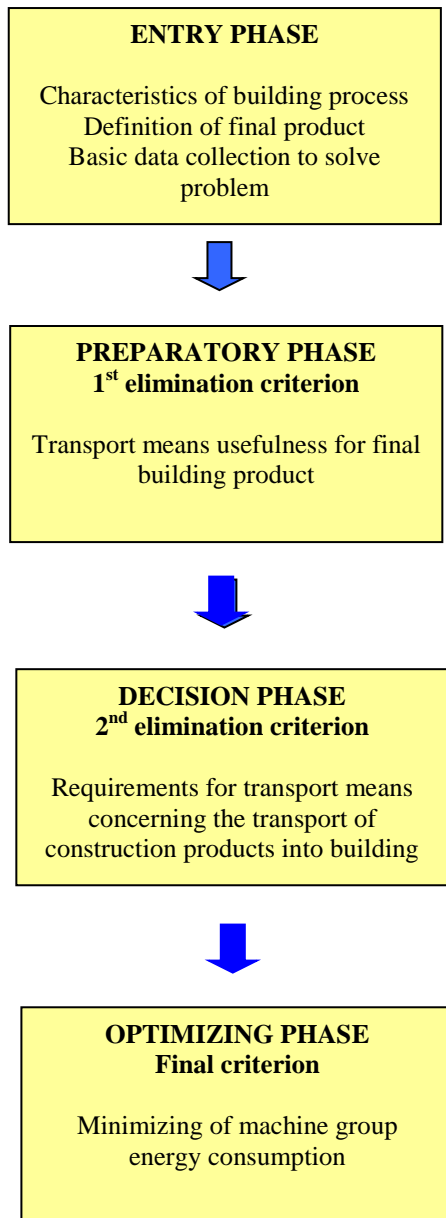 ENTRY PHASE
Characteristics of building process
Definition of final product
Basic data collection to solve
problem
PREPARATORY PHASE
1st elimination criterion
Transport means usefulness for final
building product
DECISION PHASE
2nd elimination criterion
Requirements for transport means
concerning the transport of
construction products into building
OPTIMIZING PHASE
Final criterion
Minimizing of machine group
energy consumption